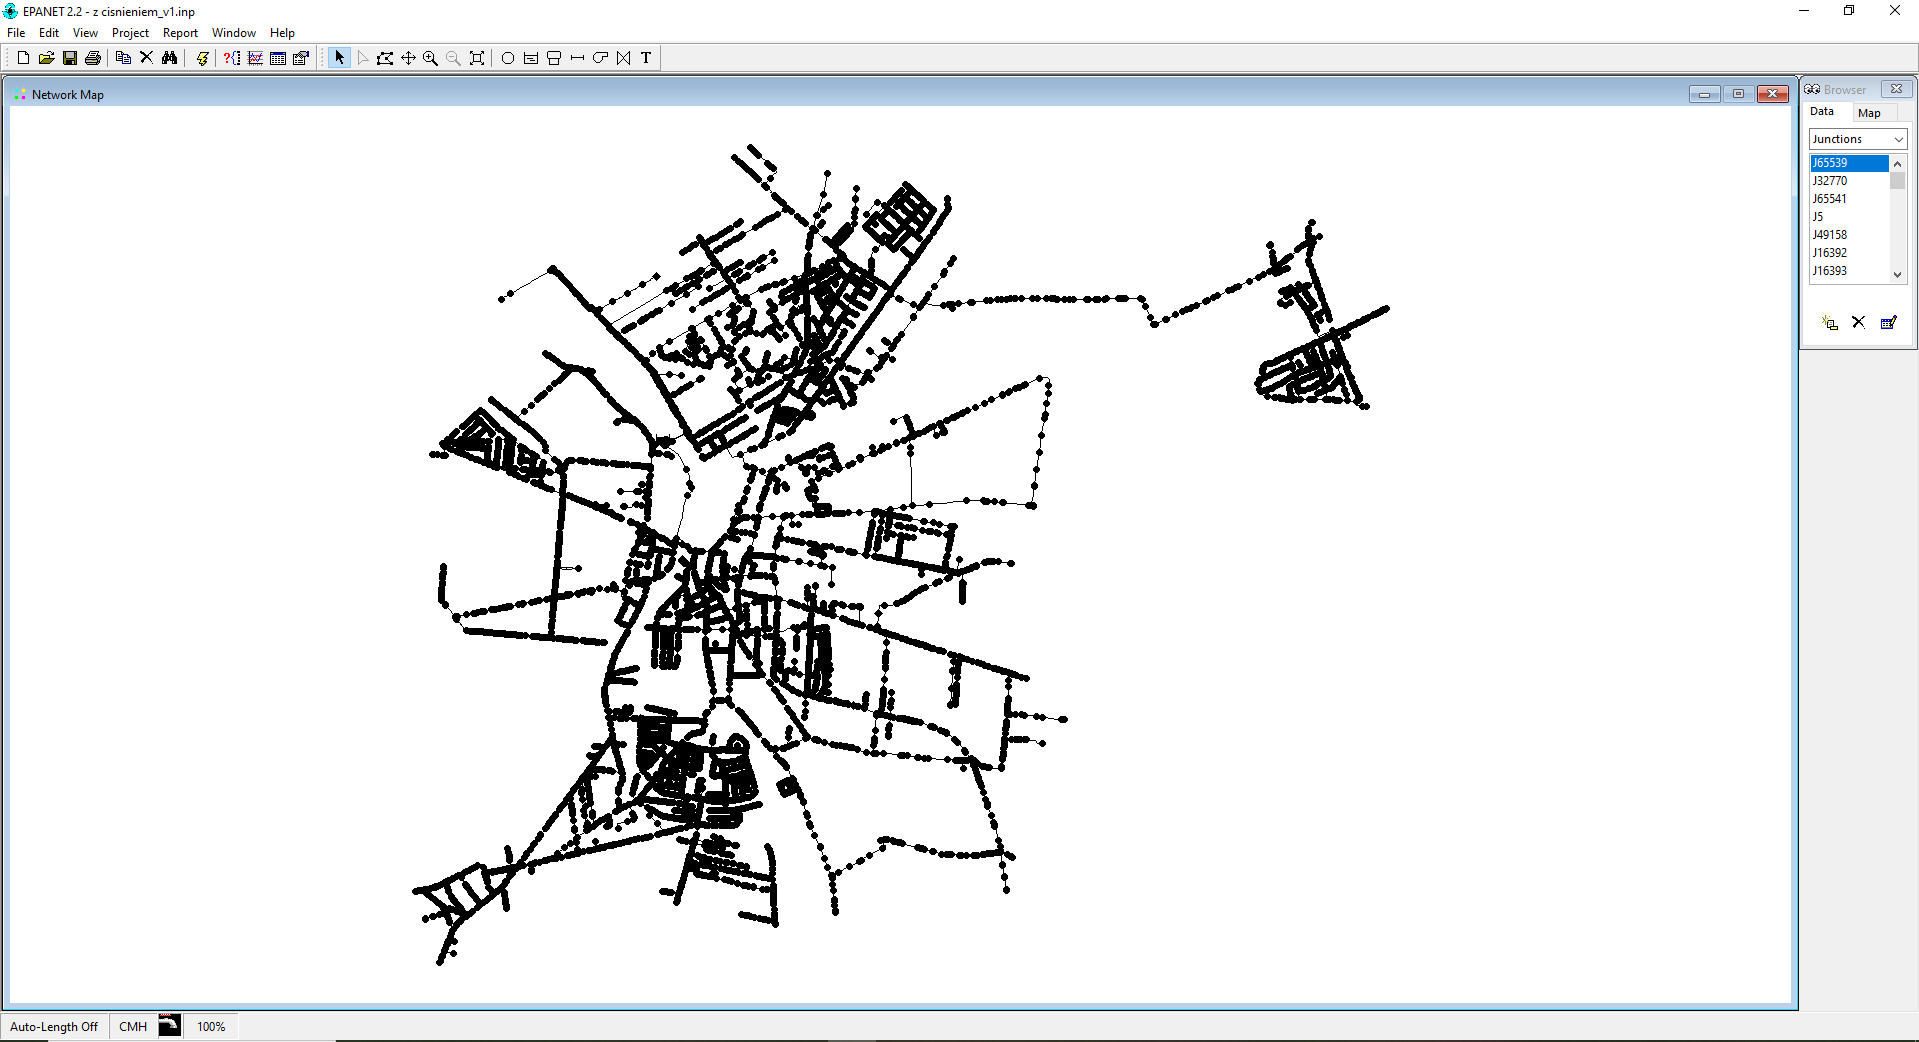 EPANET 2.2 - z cisnieniem_v1.inp
File Edit View Project Report Window Help
T
Network Map
Browser
Data Map
Junctions
J65539
J32770
J65541
J5
J49158
J16392
J16393
Auto-Length Off CMH 100%